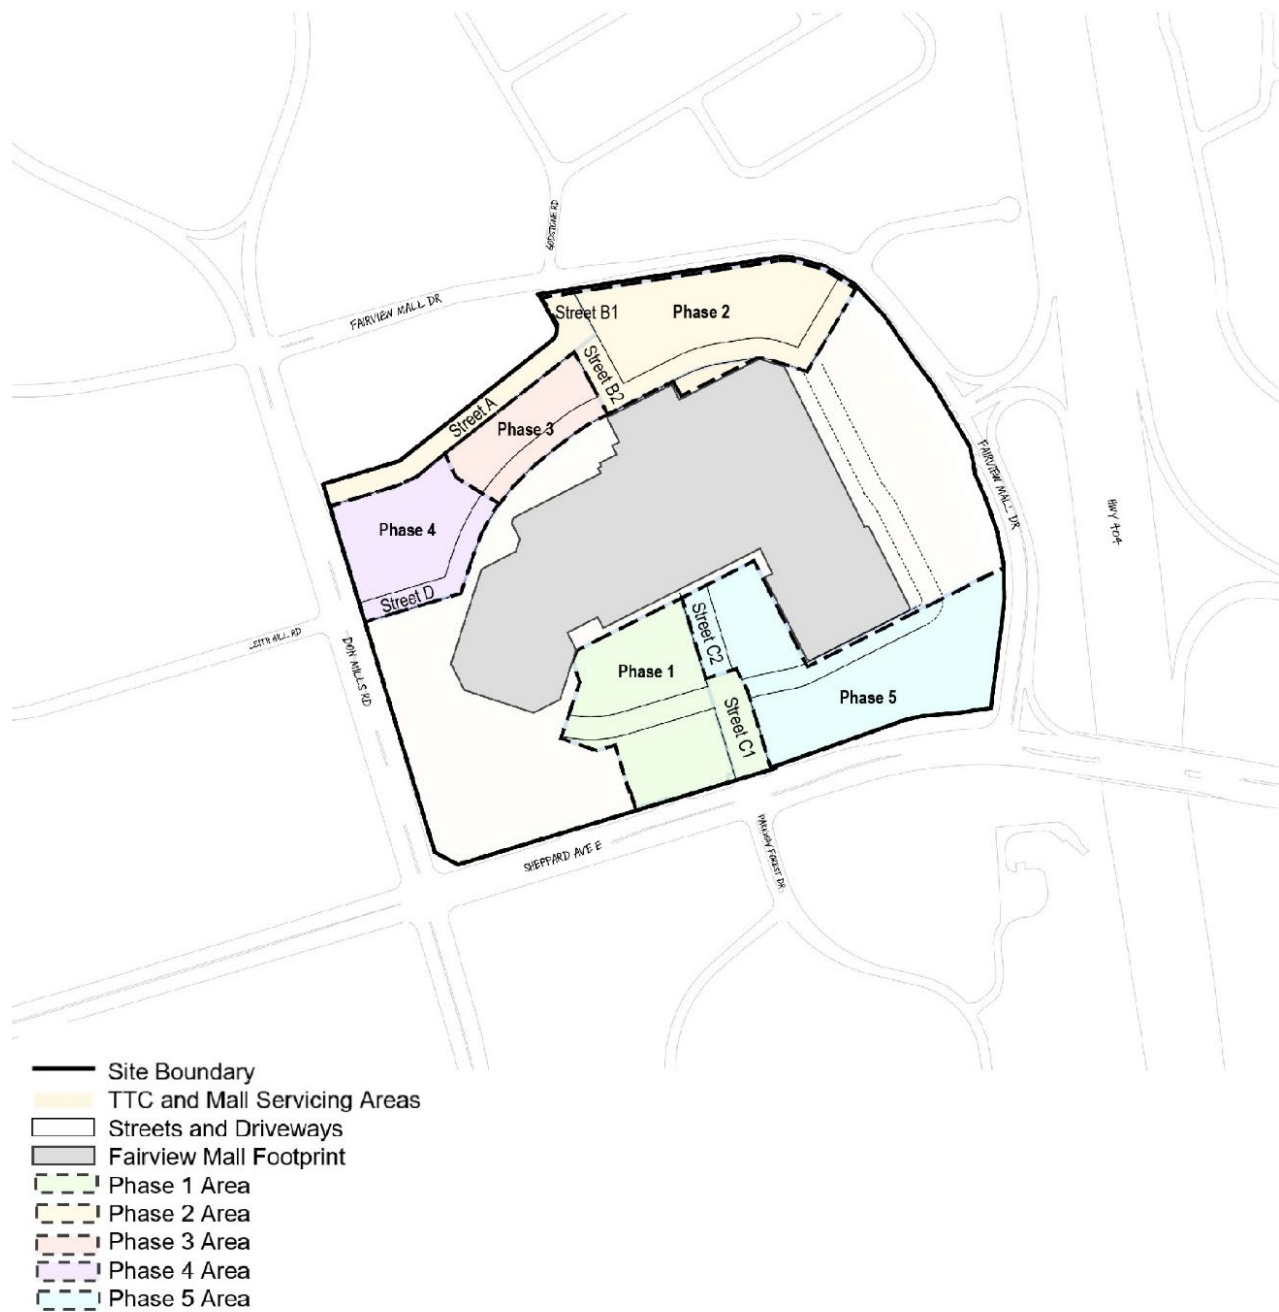 GODSTONE RD
FAIRVIEW MALL DR
Street B1
Phase 2
Street B2
Street A
Phase 3
FAIRVIEW MALL DR
HWY 404
Phase 4
Street D
LEITH HILL RD
DON MILLS RD
Street C2
Phase 1
Phase 5
Street C1
SHEPPARD AVE E
PARKWAY FOREST DR
Site Boundary
TTC and Mall Servicing Areas
Streets and Driveways
Fairview Mall Footprint
Phase 1 Area
Phase 2 Area
Phase 3 Area
Phase 4 Area
Phase 5 Area